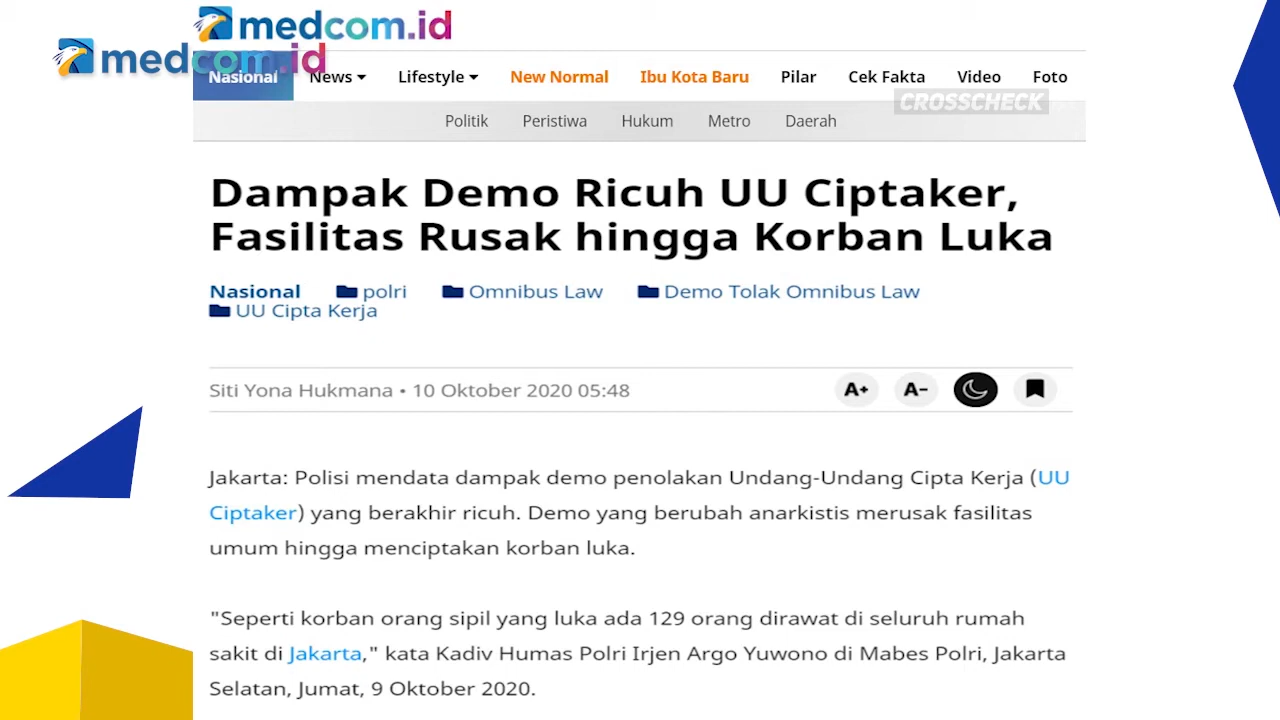 medcom.id
medcom.id
Nasional News Lifestyle New Normal Ibu Kota Baru Pilar Cek Fakta Video Foto
CROSSCHECK
Politik Peristiwa Hukum Metro Daerah
Dampak Demo Ricuh UU Ciptaker,
Fasilitas Rusak hingga Korban Luka
Nasional polri Omnibus Law Demo Tolak Omnibus Law
UU Cipta Kerja
Siti Yona Hukmana • 10 Oktober 2020 05:48 A+ A-
Jakarta: Polisi mendata dampak demo penolakan Undang-Undang Cipta Kerja (UU
Ciptaker) yang berakhir ricuh. Demo yang berubah anarkistis merusak fasilitas
umum hingga menciptakan korban luka.
"Seperti korban orang sipil yang luka ada 129 orang dirawat di seluruh rumah
sakit di Jakarta," kata Kadiv Humas Polri Irjen Argo Yuwono di Mabes Polri, Jakarta
Selatan, Jumat, 9 Oktober 2020.